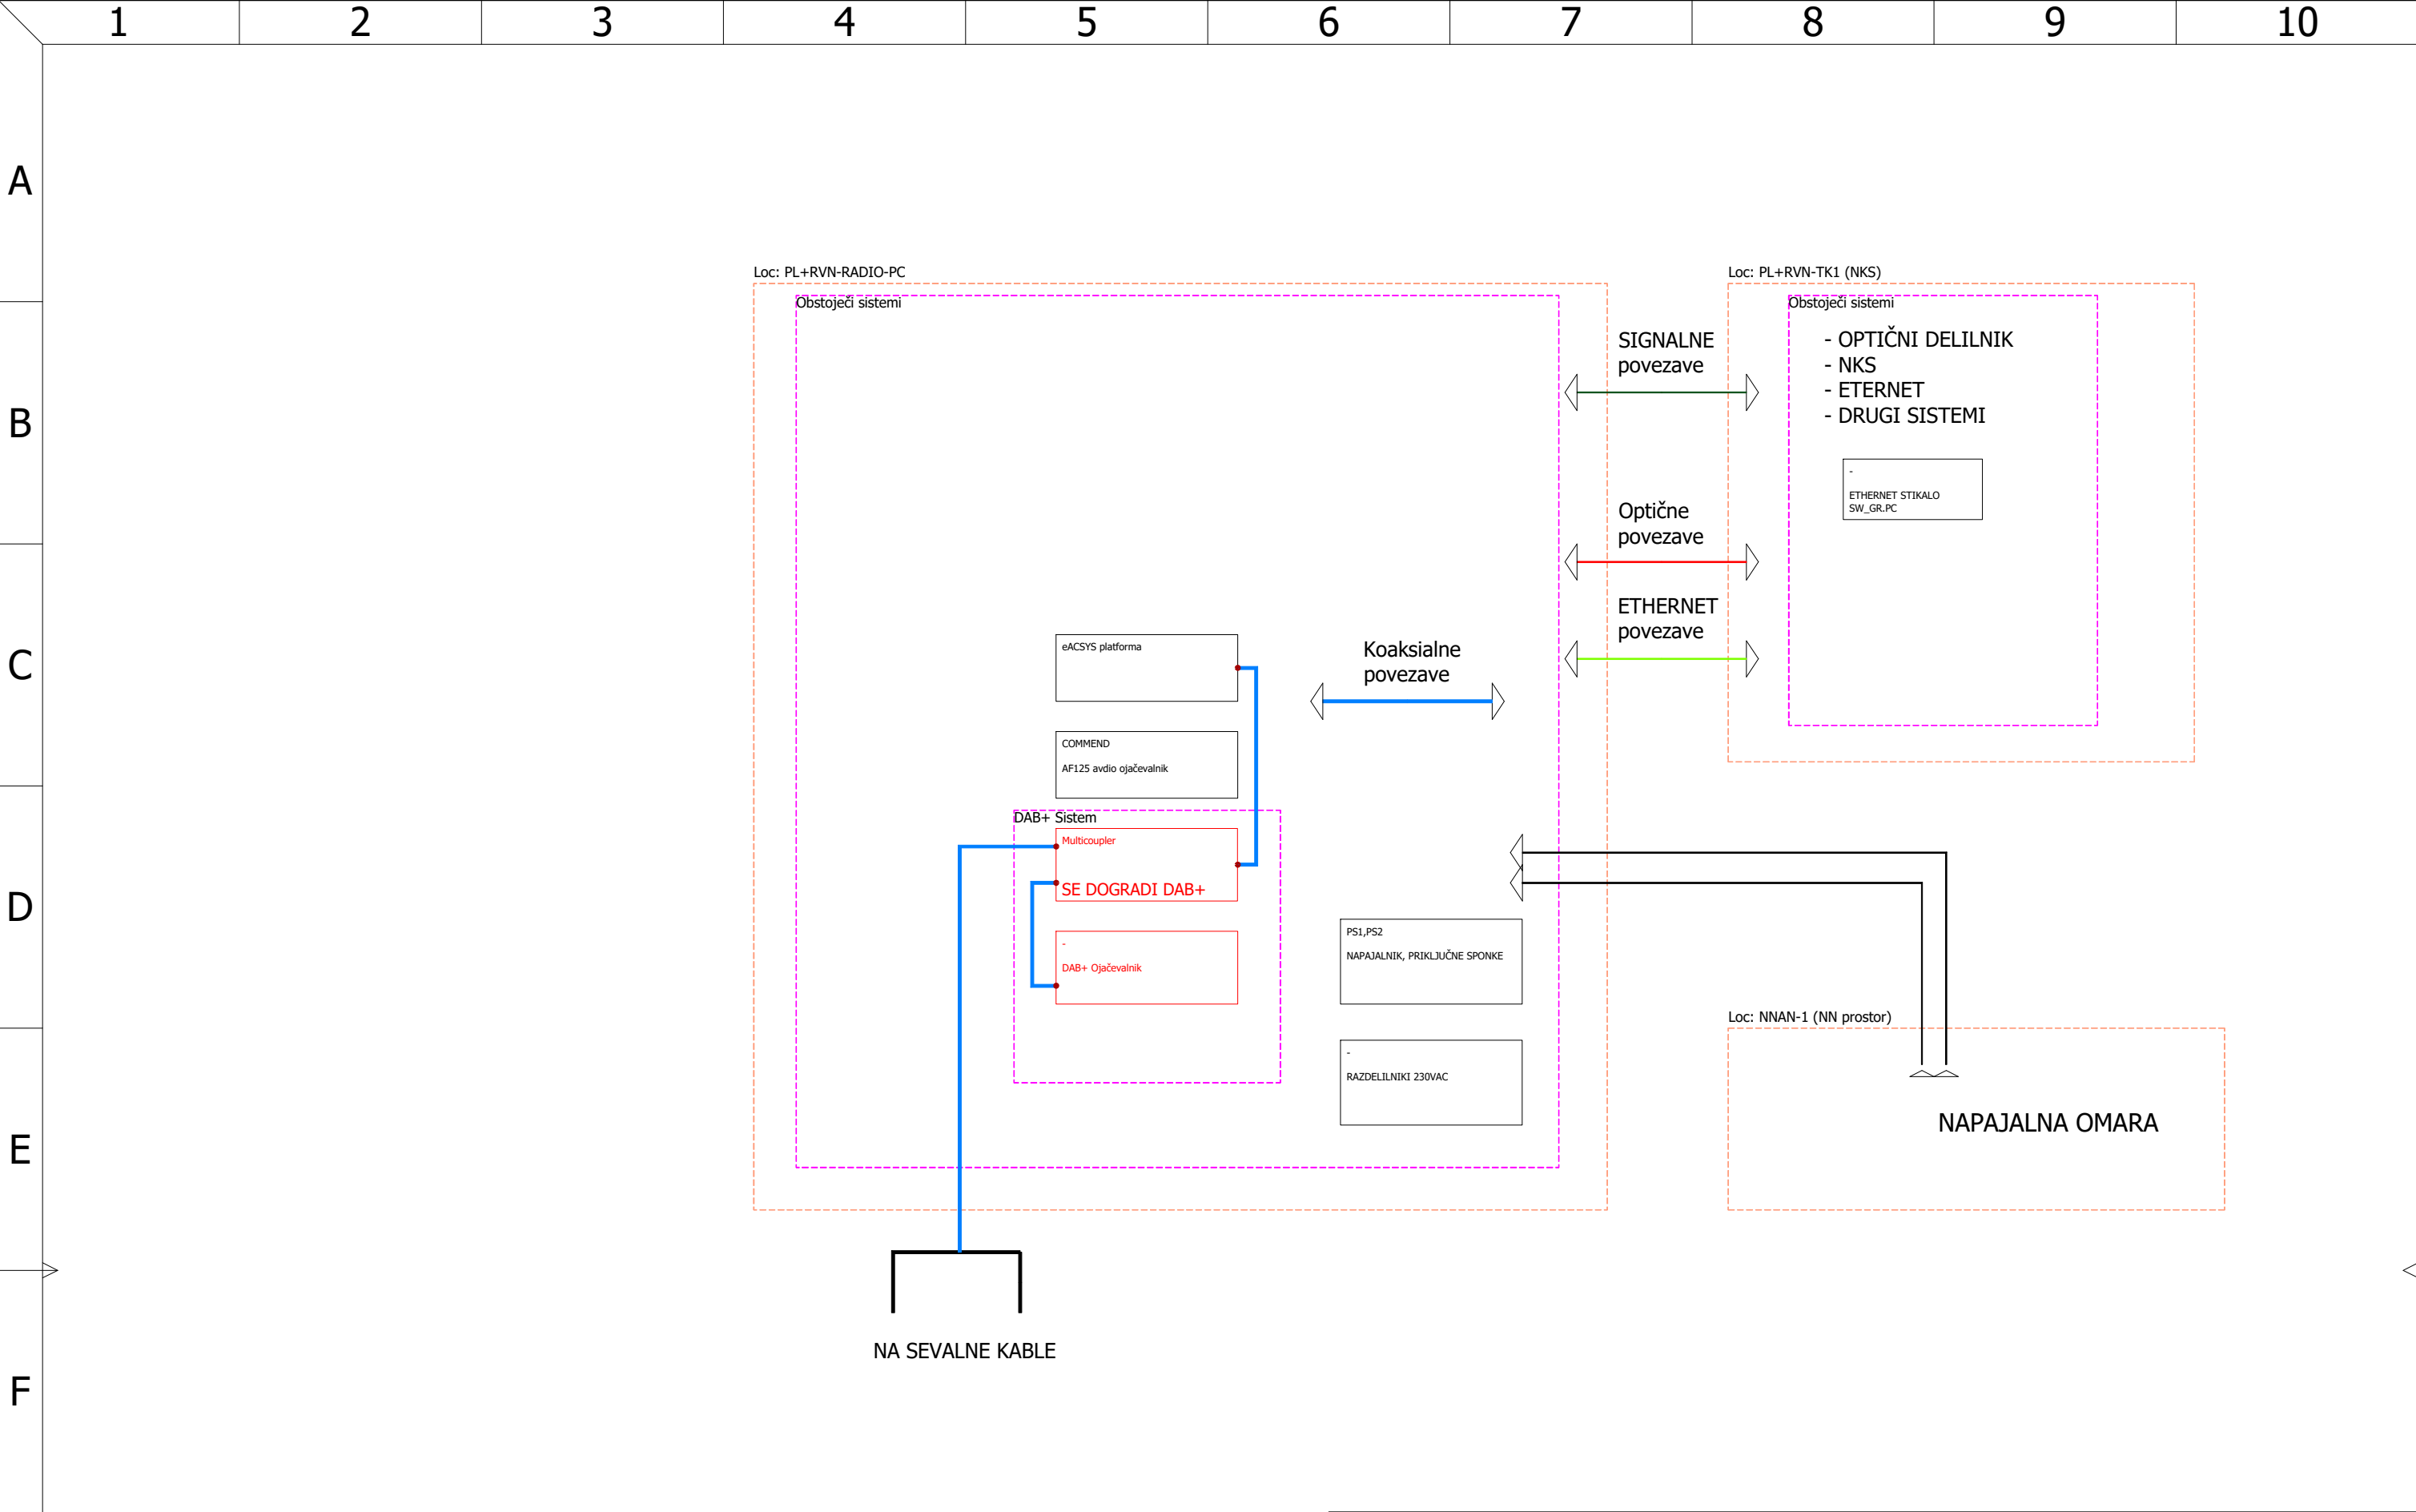 1 2 3 4 5 6 7 8 9 10
A
B
C
D
E
F
Loc: PL+RVN-RADIO-PC
Obstoječi sistemi
eACSYS platforma
COMMEND
AF125 avdio ojačevalnik
DAB+ Sistem
Multicoupler
SE DOGRADI DAB+
-
DAB+ Ojačevalnik
Koaksialne
povezave
PS1,PS2
NAPAJALNIK, PRIKLJUČNE SPONKE
-
RAZDELILNIKI 230VAC
SIGNALNE
povezave
Optične
povezave
ETHERNET
povezave
Loc: PL+RVN-TK1 (NKS)
Obstoječi sistemi
- OPTIČNI DELILNIK
- NKS
- ETERNET
- DRUGI SISTEMI
-
ETHERNET STIKALO
SW_GR.PC
Loc: NNAN-1 (NN prostor)
NAPAJALNA OMARA
NA SEVALNE KABLE